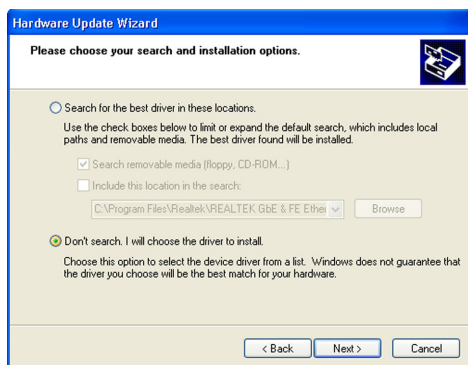 Hardware Update Wizard
Please choose your search and installation options.
Search for the best driver in these locations.
Use the check boxes below to limit or expand the default search, which includes local
paths and removable media. The best driver found will be installed.
Search removable media (floppy, CD-ROM...)
Include this location in the search:
C:\Program Files\Realtek\REALTEK GbE & FE Ether
Browse
Don't search. I will choose the driver to install.
Choose this option to select the device driver from a list. Windows does not guarantee that
the driver you choose will be the best match for your hardware.
< Back Next > Cancel